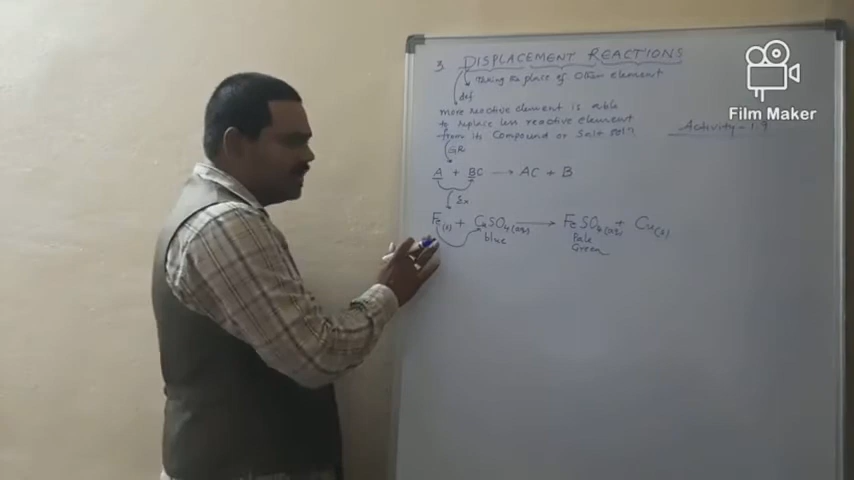 3. DISPLACEMENT REACTIONS
Taking the place of Other element
def
more reactive element is able
to replace less reactive element
from its Compound or Salt Solⁿ
Activity - 1.9
GR
A + BC → AC + B
Ex
Fe(s) + CuSO4(aq) → FeSO4(aq) + Cu(s)
blue
Pale
Green
Film Maker